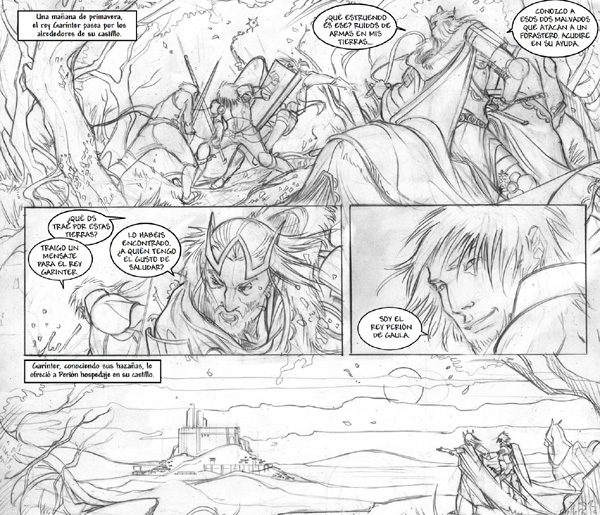 Una mañana de primavera,
el rey Garinter pasea por los
alrededores de su castillo.
¿QUÉ ESTRUENDO
ES ESE? RUIDOS DE
ARMAS EN MIS
TIERRAS...
CONOZCO A
ESOS DOS MALVADOS
QUE ATACAN A UN
FORASTERO. ACUDIRÉ
EN SU AYUDA.
¿QUÉ OS
TRAE POR ESTAS
TIERRAS?
TRAIGO UN
MENSAJE
PARA EL REY
GARINTER
LO HABÉIS
ENCONTRADO.
¿A QUIÉN TENGO
EL GUSTO DE
SALUDAR?
SOY EL
REY PERIÓN DE
GAULA.
Garinter, conociendo sus hazañas, le
ofreció a Perión hospedaje en su castillo.